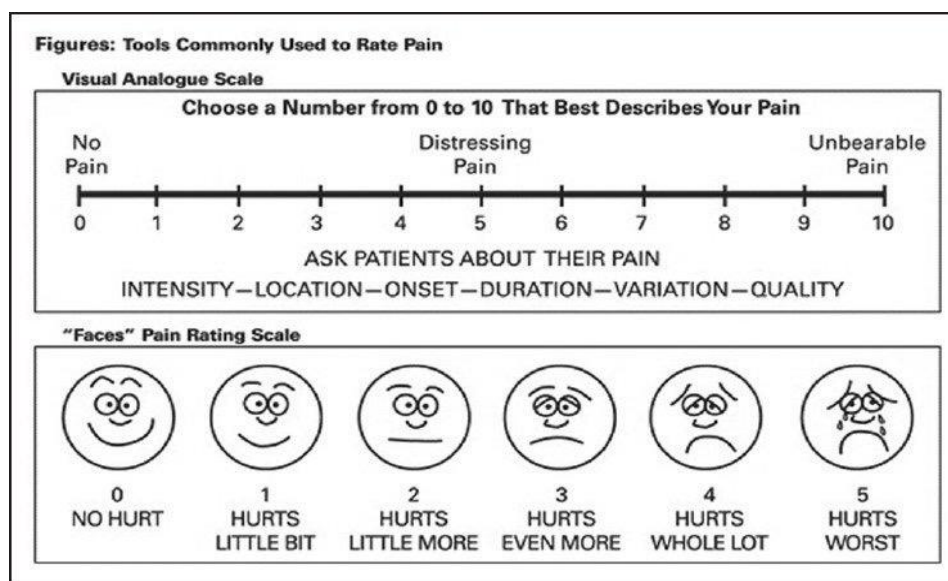 Figures: Tools Commonly Used to Rate Pain
Visual Analogue Scale
Choose a Number from 0 to 10 That Best Describes Your Pain
No Distressing Unbearable
Pain Pain Pain
0 1 2 3 4 5 6 7 8 9 10
ASK PATIENTS ABOUT THEIR PAIN
INTENSITY—LOCATION—ONSET—DURATION—VARIATION—QUALITY
"Faces" Pain Rating Scale
0 1 2 3 4 5
NO HURT HURTS HURTS HURTS HURTS HURTS
LITTLE BIT LITTLE MORE EVEN MORE WHOLE LOT WORST